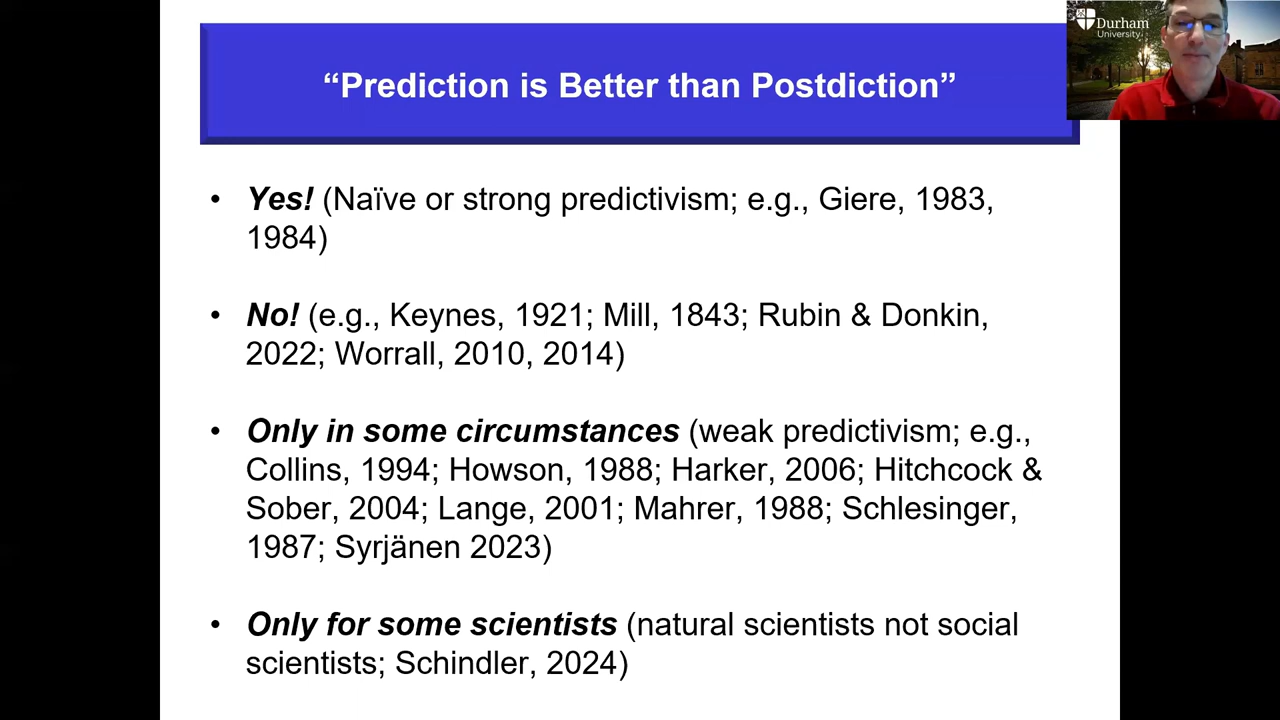 Durham
University
“Prediction is Better than Postdiction”
• Yes! (Naïve or strong predictivism; e.g., Giere, 1983,
1984)
• No! (e.g., Keynes, 1921; Mill, 1843; Rubin & Donkin,
2022; Worrall, 2010, 2014)
• Only in some circumstances (weak predictivism; e.g.,
Collins, 1994; Howson, 1988; Harker, 2006; Hitchcock &
Sober, 2004; Lange, 2001; Mahrer, 1988; Schlesinger,
1987; Syrjänen 2023)
• Only for some scientists (natural scientists not social
scientists; Schindler, 2024)